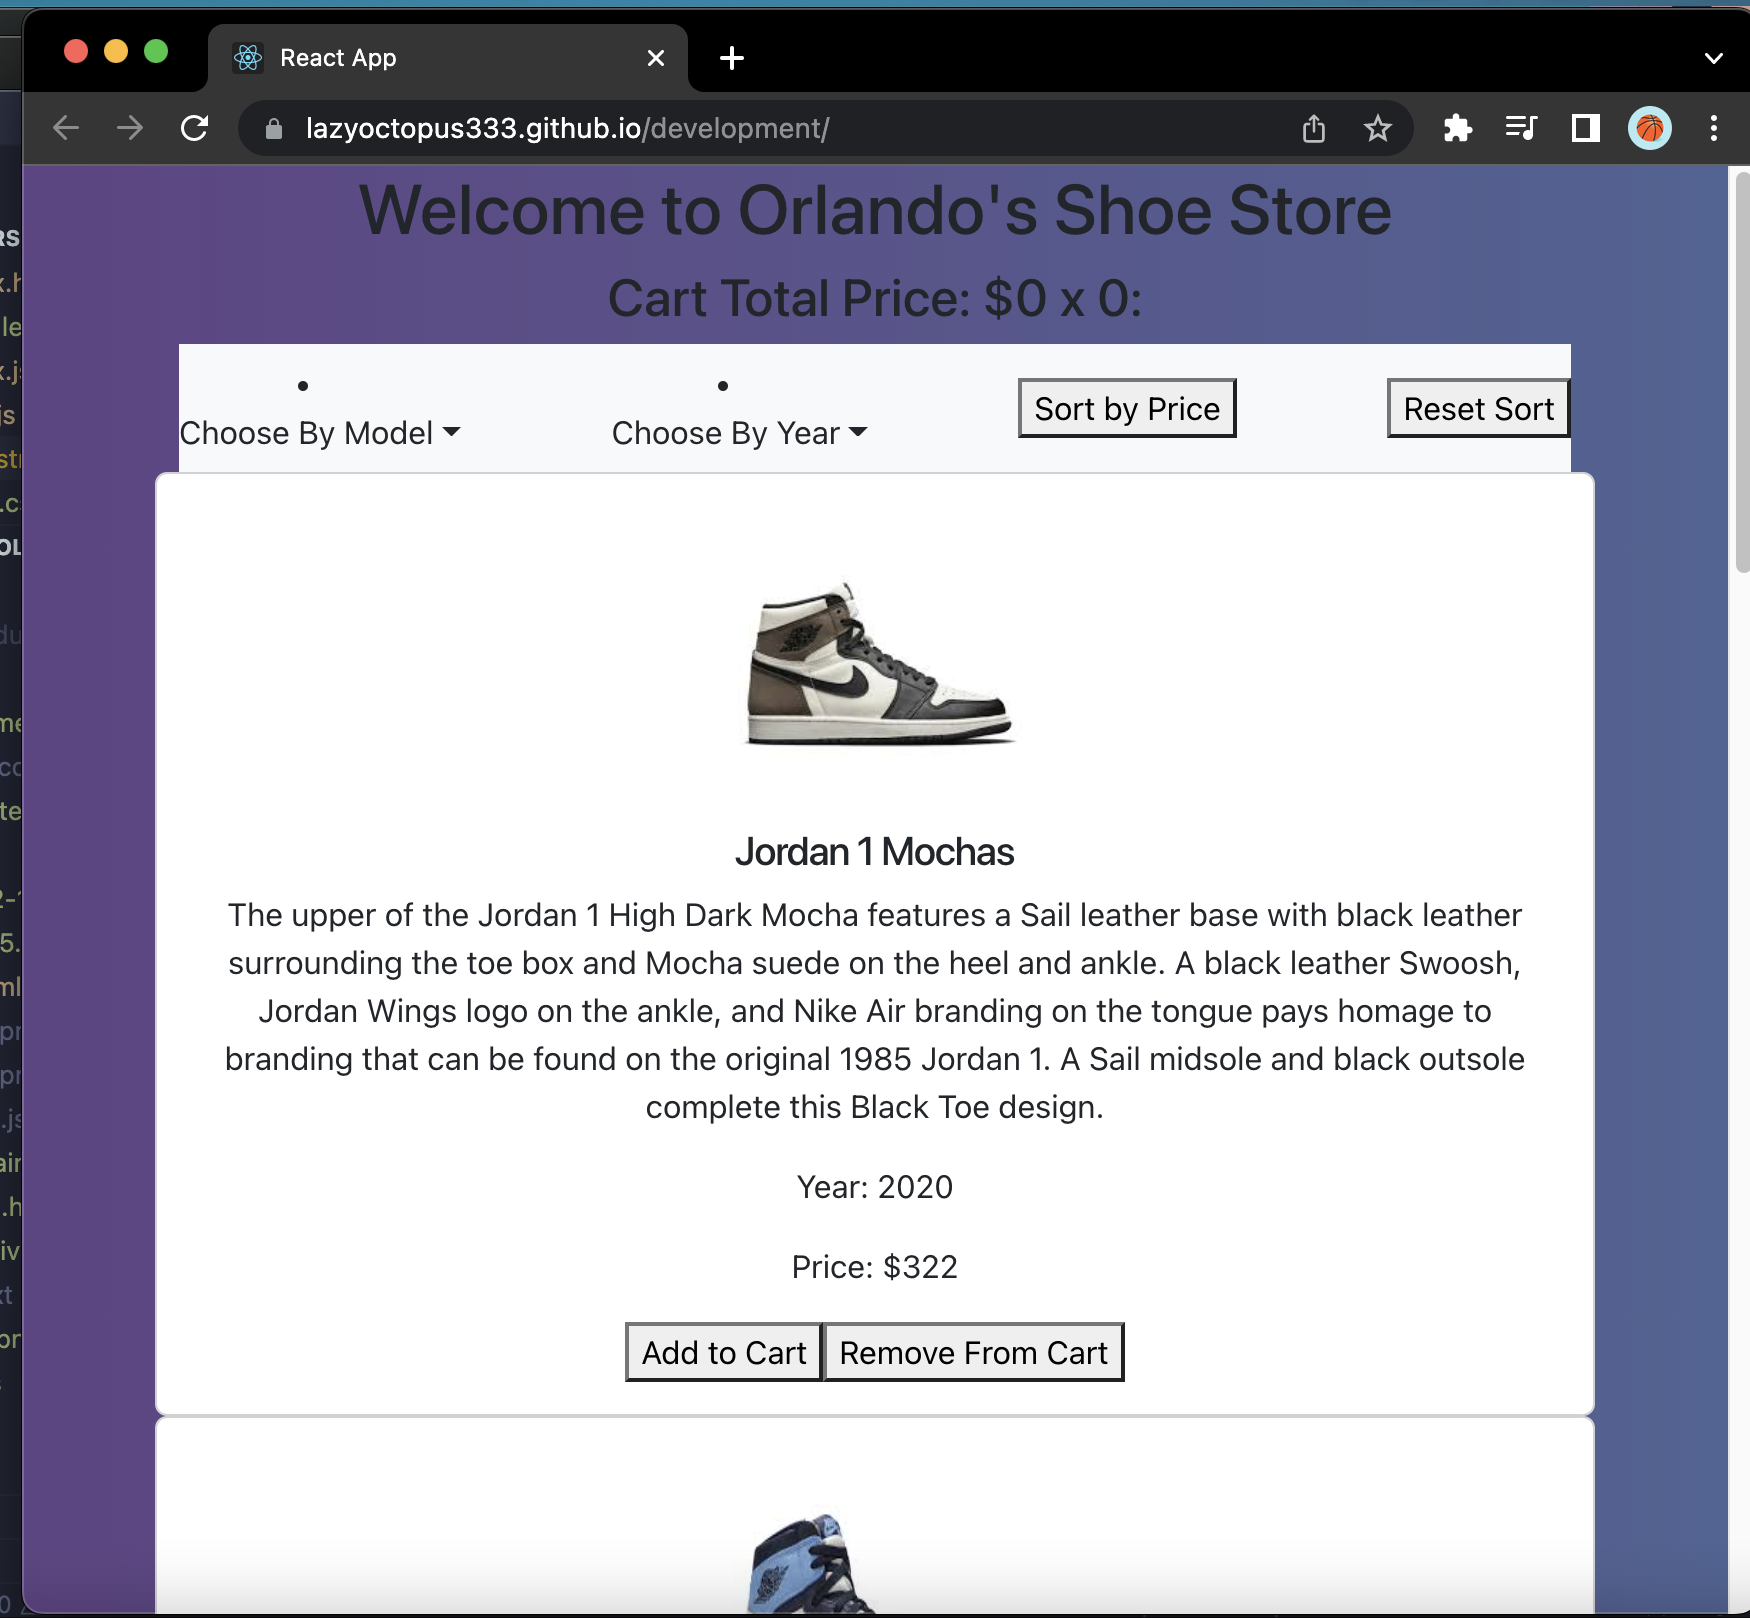 React App
lazyoctopus333.github.io/development/
Welcome to Orlando's Shoe Store
Cart Total Price: $0 x 0:
Choose By Model
Choose By Year
Sort by Price
Reset Sort
Jordan 1 Mochas
The upper of the Jordan 1 High Dark Mocha features a Sail leather base with black leather
surrounding the toe box and Mocha suede on the heel and ankle. A black leather Swoosh,
Jordan Wings logo on the ankle, and Nike Air branding on the tongue pays homage to
branding that can be found on the original 1985 Jordan 1. A Sail midsole and black outsole
complete this Black Toe design.
Year: 2020
Price: $322
Add to Cart
Remove From Cart